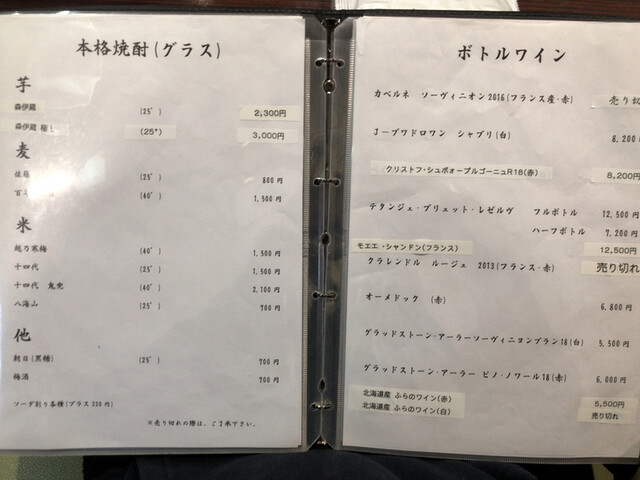 本格焼酎(グラス)
芋
森伊蔵 (25°) 2,300円
森伊蔵 極上 (25°) 3,000円
麦
佐藤 (25°) 800円
百 (40°) 1,500円
米
越乃寒梅 (40°) 1,500円
十四代 (25°) 1,500円
十四代 鬼兜 (40°) 2,100円
八海山 (25°) 700円
他
朝日(黒糖) (25°) 700円
梅酒 700円
ソーダ割り各種(プラス220円)
※売り切れの際は、ご了承下さい。
ボトルワイン
カベルネ ソーヴィニオン2016(フランス産・赤) 売り切
J−ブワドロワン シャブリ(白) 8,200
クリストフ・シュポォーブルゴーニュR18(赤) 8,200円
テタンジェ・ブリュット・レゼルヴ フルボトル 12,500円
ハーフボトル 7,200円
モエエ・シャンドン(フランス) 12,500円
クラレンドル ルージュ 2013(フランス・赤) 売り切れ
オーメドック (赤) 6,800円
グラッドストーン・アーラーソーヴィニヨンブラン18(白) 5,500円
グラッドストーン・アーラー ピノ・ノワール18(赤) 6,000円
北海道産 ふらのワイン(赤) 5,500円
北海道産 ふらのワイン(白) 売り切れ